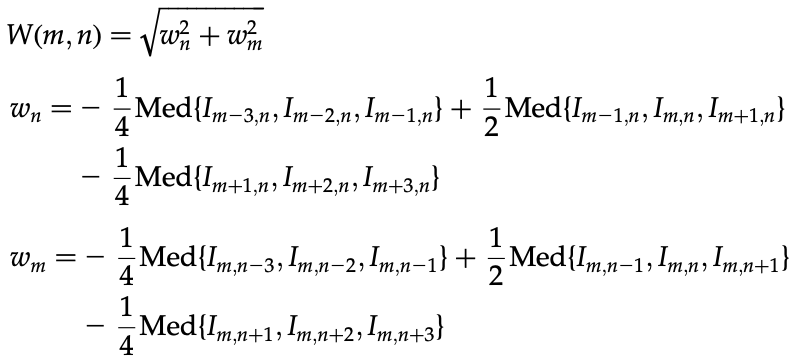 W(m, n) = √(w_n^2 + w_m^2)
w_n = − 1/4 Med{I_{m−3,n}, I_{m−2,n}, I_{m−1,n}} + 1/2 Med{I_{m−1,n}, I_{m,n}, I_{m+1,n}}
− 1/4 Med{I_{m+1,n}, I_{m+2,n}, I_{m+3,n}}
w_m = − 1/4 Med{I_{m,n−3}, I_{m,n−2}, I_{m,n−1}} + 1/2 Med{I_{m,n−1}, I_{m,n}, I_{m,n+1}}
− 1/4 Med{I_{m,n+1}, I_{m,n+2}, I_{m,n+3}}